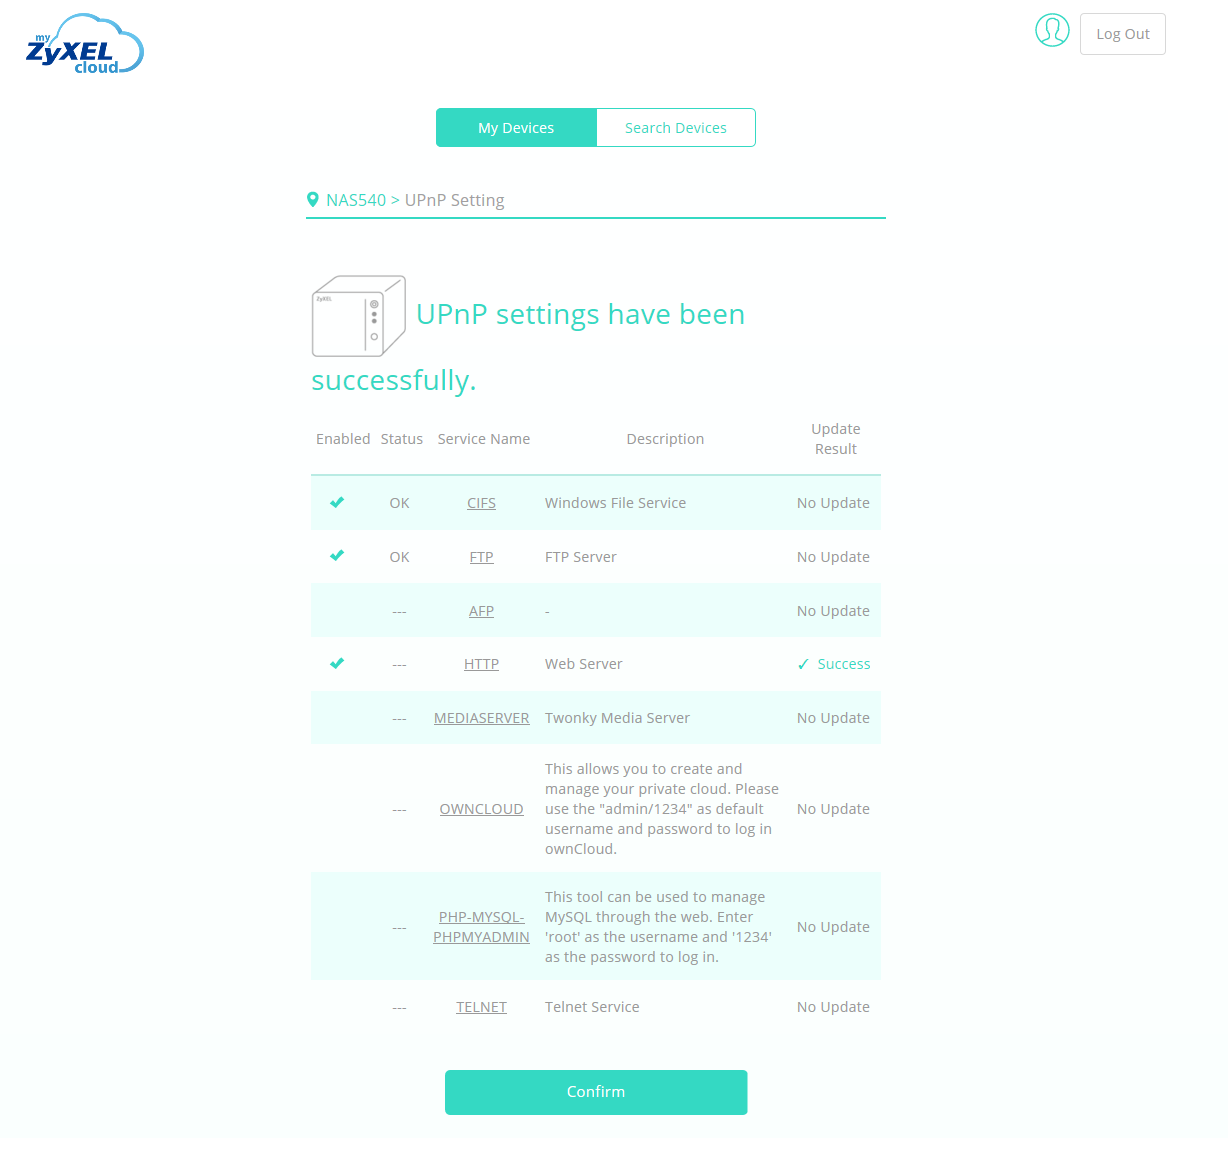 my
ZyXEL
cloud
Log Out
My Devices
Search Devices
NAS540 > UPnP Setting
ZyXEL
UPnP settings have been
successfully.
Enabled Status Service Name Description Update
Result
OK CIFS Windows File Service No Update
OK FTP FTP Server No Update
--- AFP - No Update
--- HTTP Web Server ✓ Success
--- MEDIASERVER Twonky Media Server No Update
This allows you to create and
manage your private cloud. Please
--- OWNCLOUD use the "admin/1234" as default No Update
username and password to log in
ownCloud.
This tool can be used to manage
PHP-MYSQL- MySQL through the web. Enter
--- PHPMYADMIN 'root' as the username and '1234' No Update
as the password to log in.
--- TELNET Telnet Service No Update
Confirm